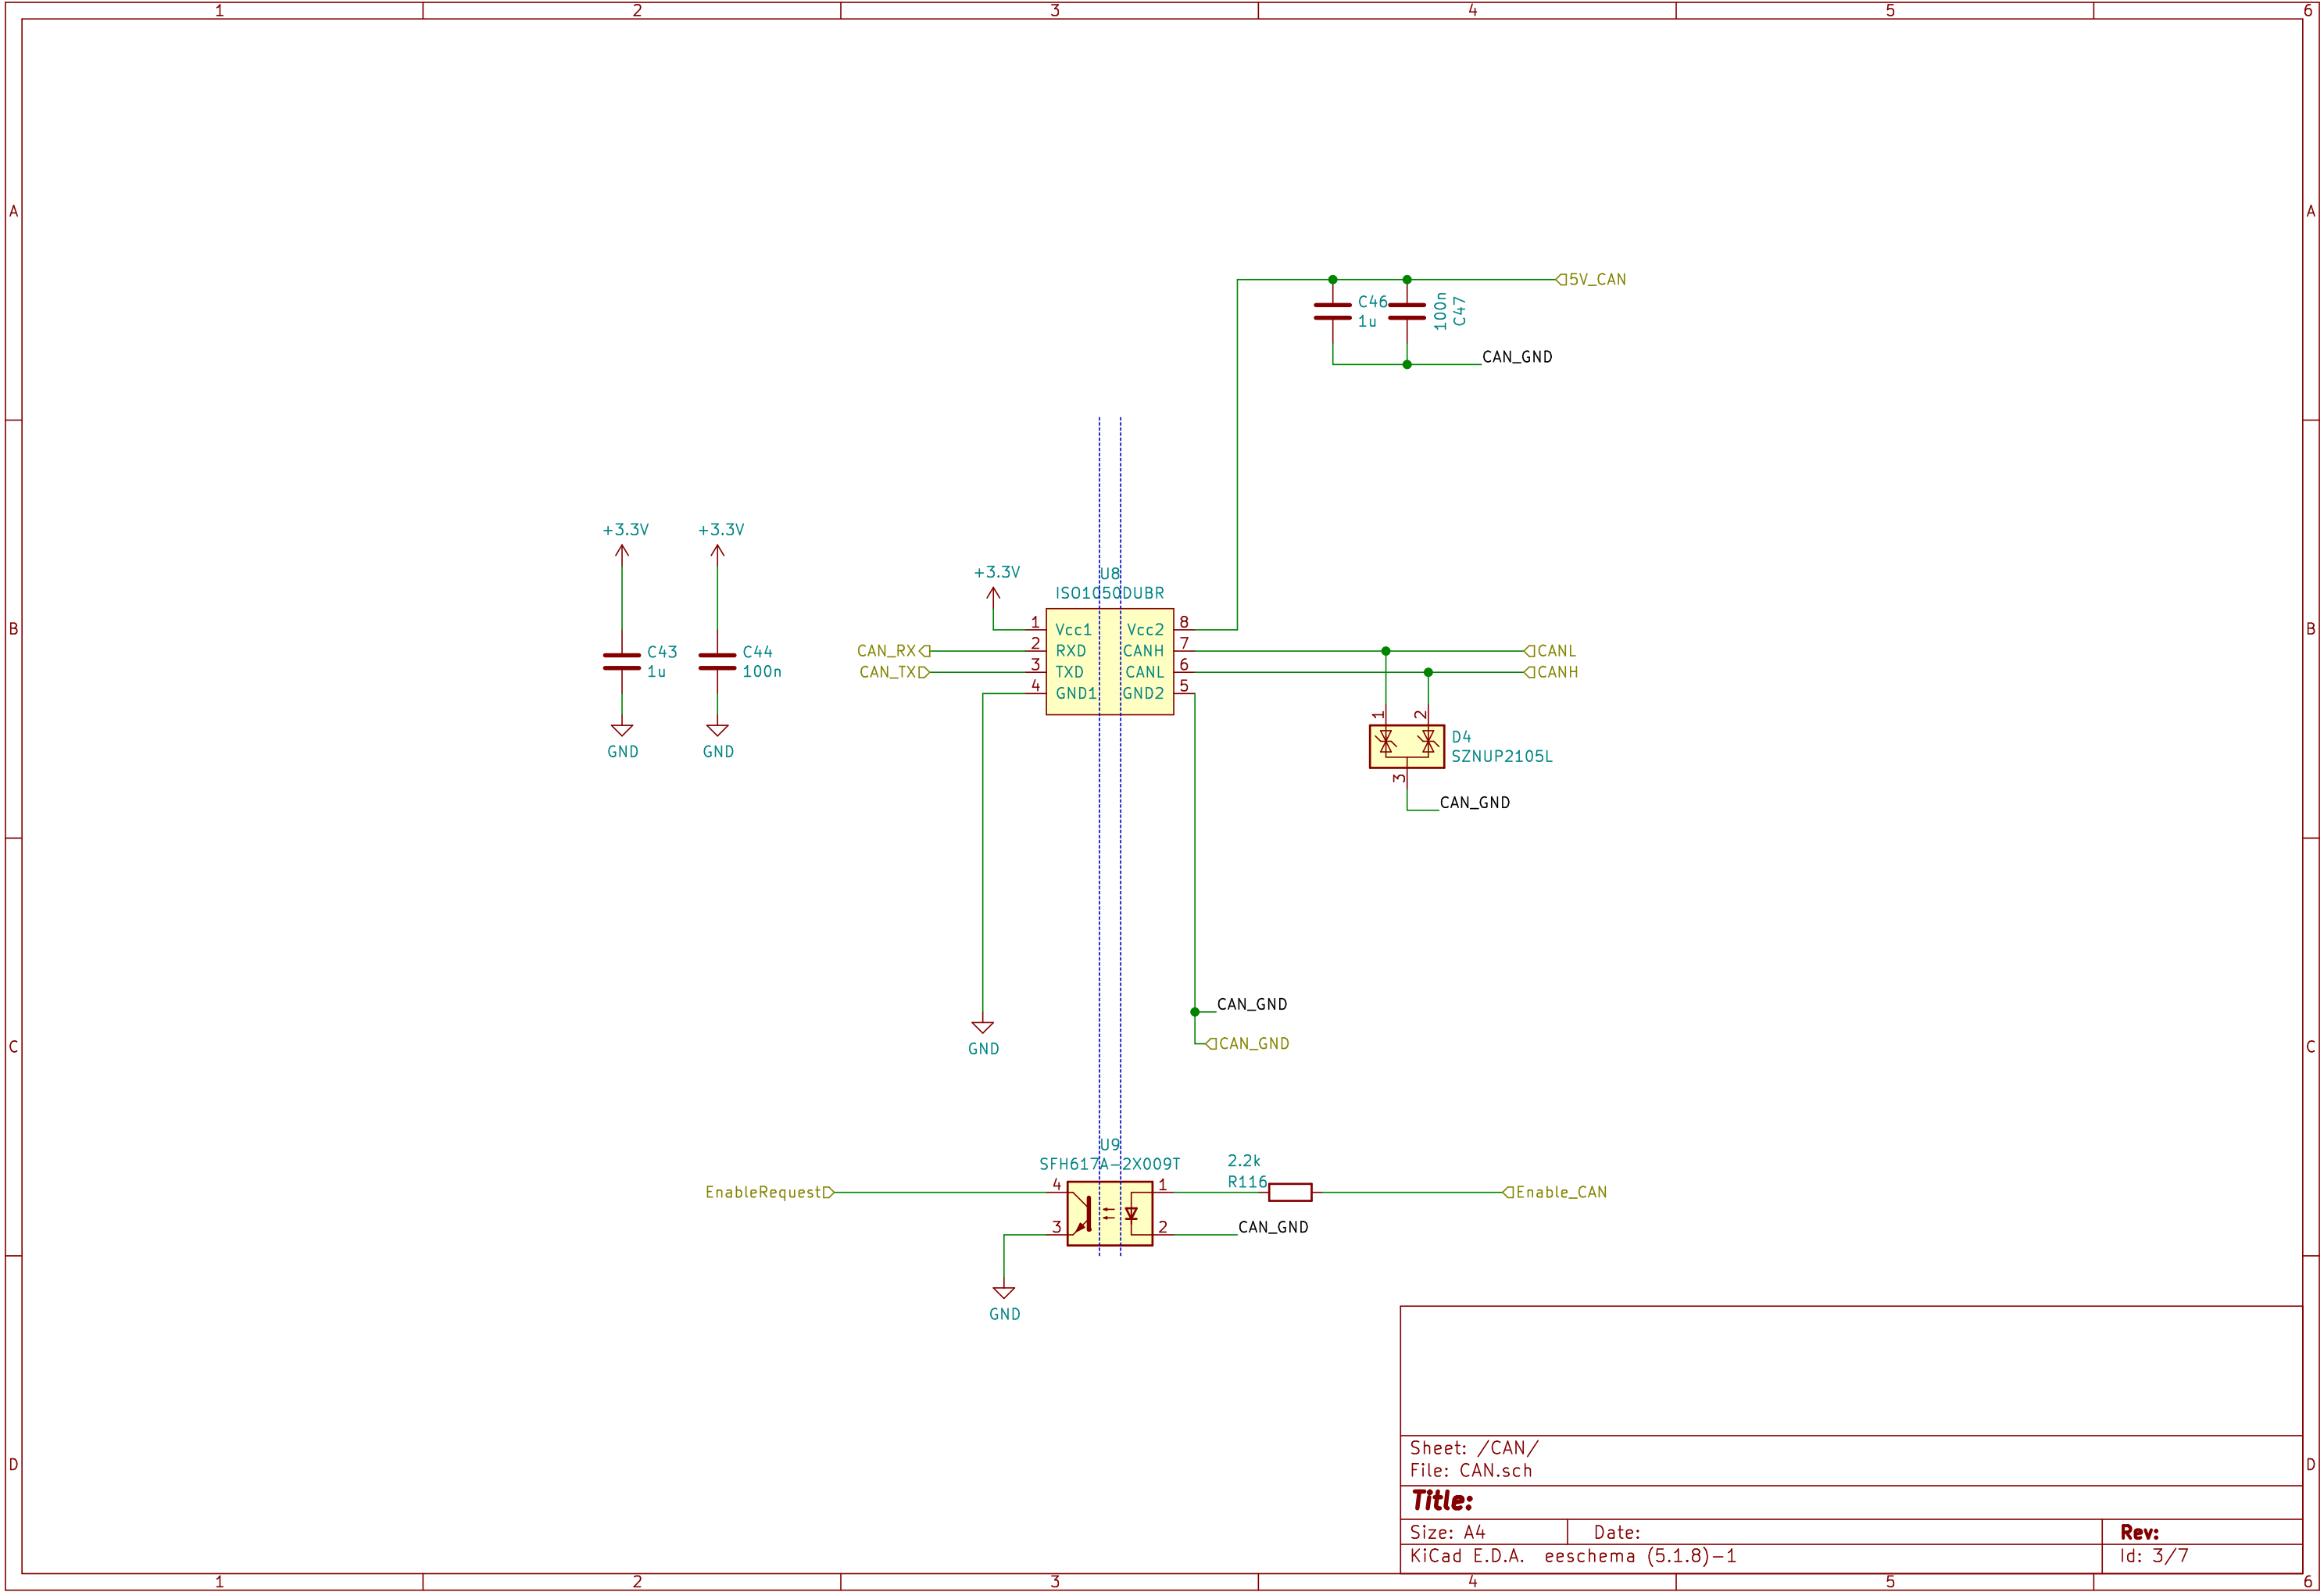 1 2 3 4 5 6
A A
5V_CAN
C46
1u
100n
C47
CAN_GND
+3.3V +3.3V
+3.3V
U8
ISO1050DUBR
B B
1 Vcc1 Vcc2 8
CAN_RX 2 RXD CANH 7 CANL
CAN_TX 3 TXD CANL 6 CANH
4 GND1 GND2 5
C43
1u
C44
100n
GND GND
1 2
D4
SZNUP2105L
3
CAN_GND
CAN_GND
CAN_GND
GND
C C
U9
SFH617A-2X009T
2.2k
R116
EnableRequest 4 1 Enable_CAN
3 2 CAN_GND
GND
Sheet: /CAN/
File: CAN.sch
D D
Title:
Size: A4 Date: Rev:
KiCad E.D.A. eeschema (5.1.8)-1 Id: 3/7
1 2 3 4 5 6